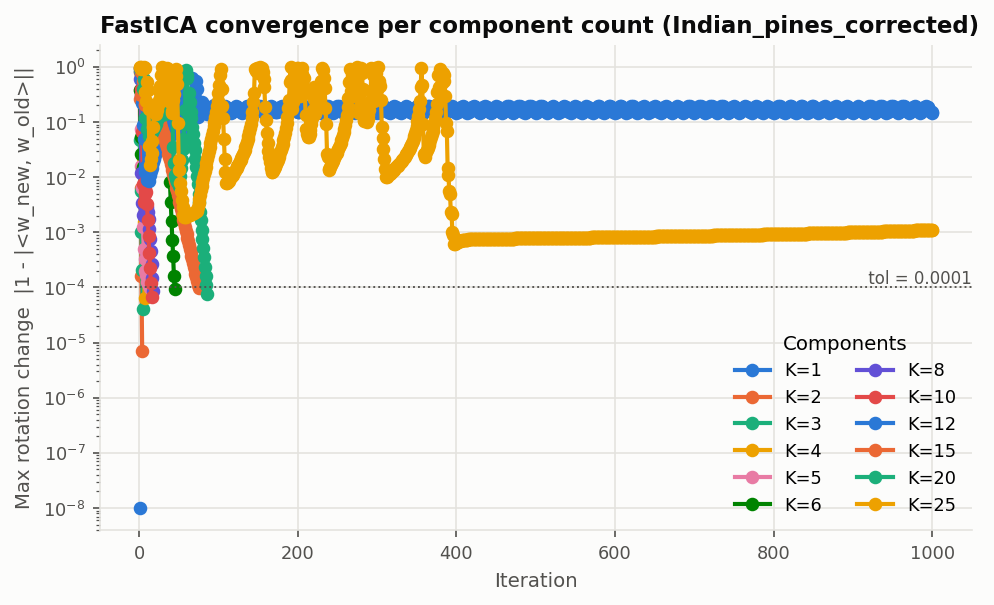 FastICA convergence per component count (Indian_pines_corrected)
Max rotation change  |1 - |<w_new, w_old>||
10⁰
10⁻¹
10⁻²
10⁻³
10⁻⁴
10⁻⁵
10⁻⁶
10⁻⁷
10⁻⁸
tol = 0.0001
Components
K=1 K=8
K=2 K=10
K=3 K=12
K=4 K=15
K=5 K=20
K=6 K=25
0 200 400 600 800 1000
Iteration